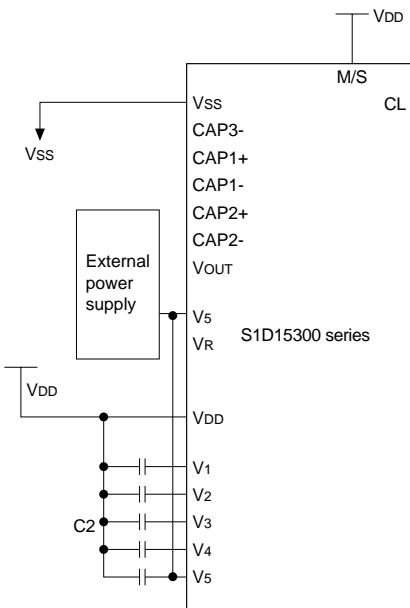 VDD
M/S
VSS
CL
CAP3-
VSS
CAP1+
CAP1-
CAP2+
CAP2-
External
power
supply
VOUT
V5
VR
S1D15300 series
VDD
VDD
V1
V2
C2
V3
V4
V5